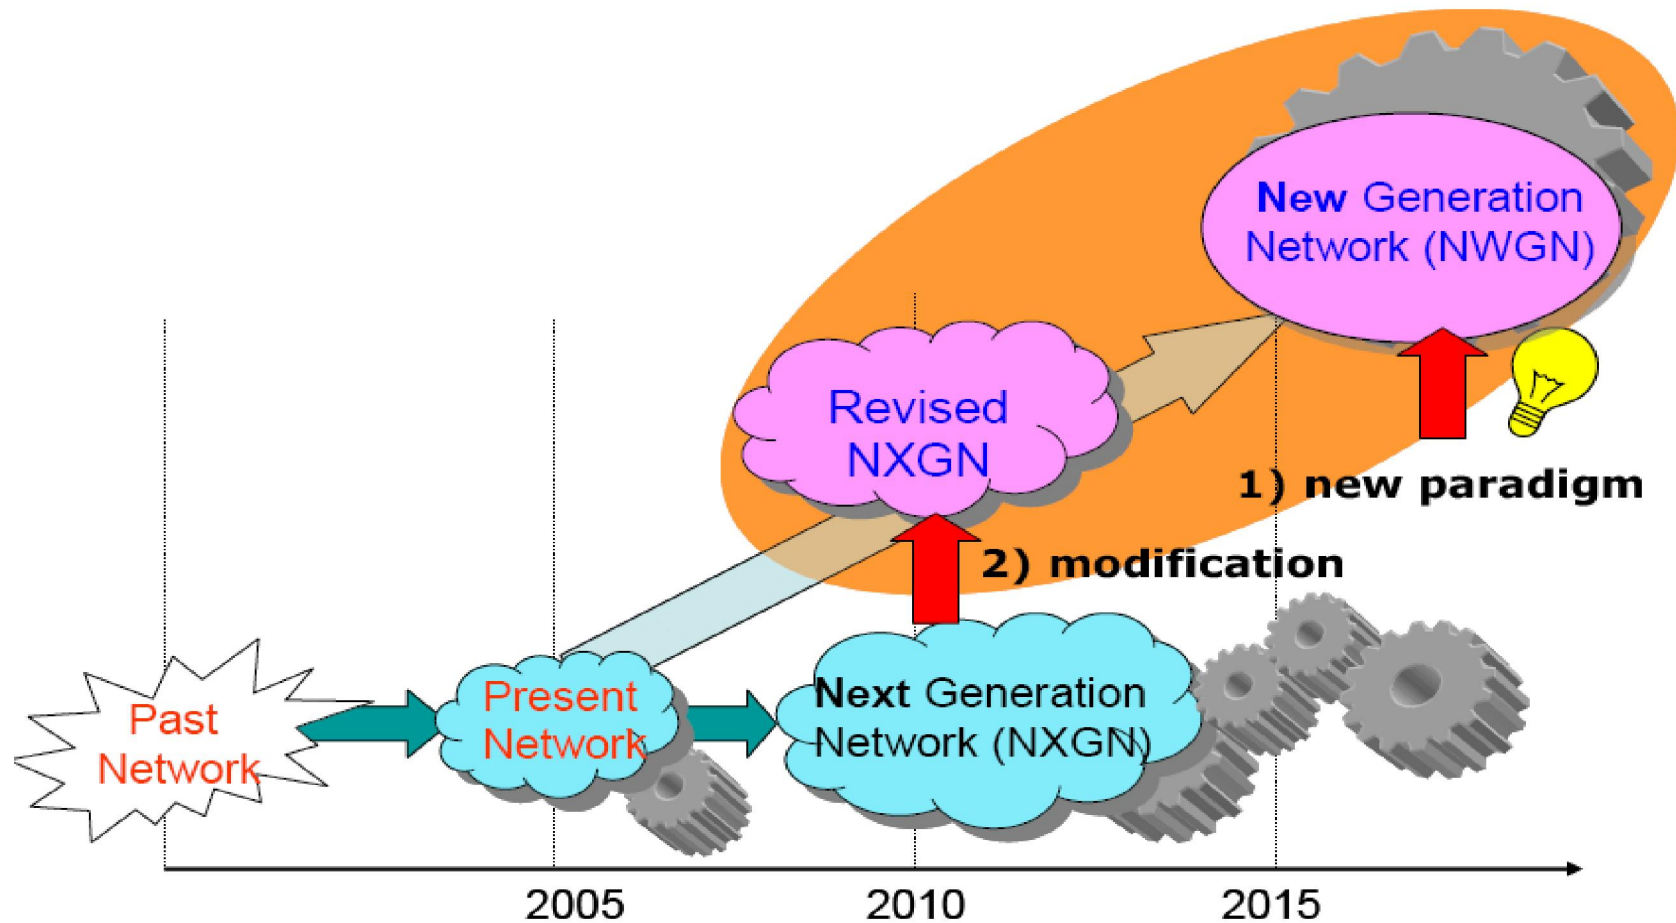 New Generation
Network (NWGN)
Revised
NXGN
1) new paradigm
2) modification
Past
Network
Present
Network
Next Generation
Network (NXGN)
2005
2010
2015